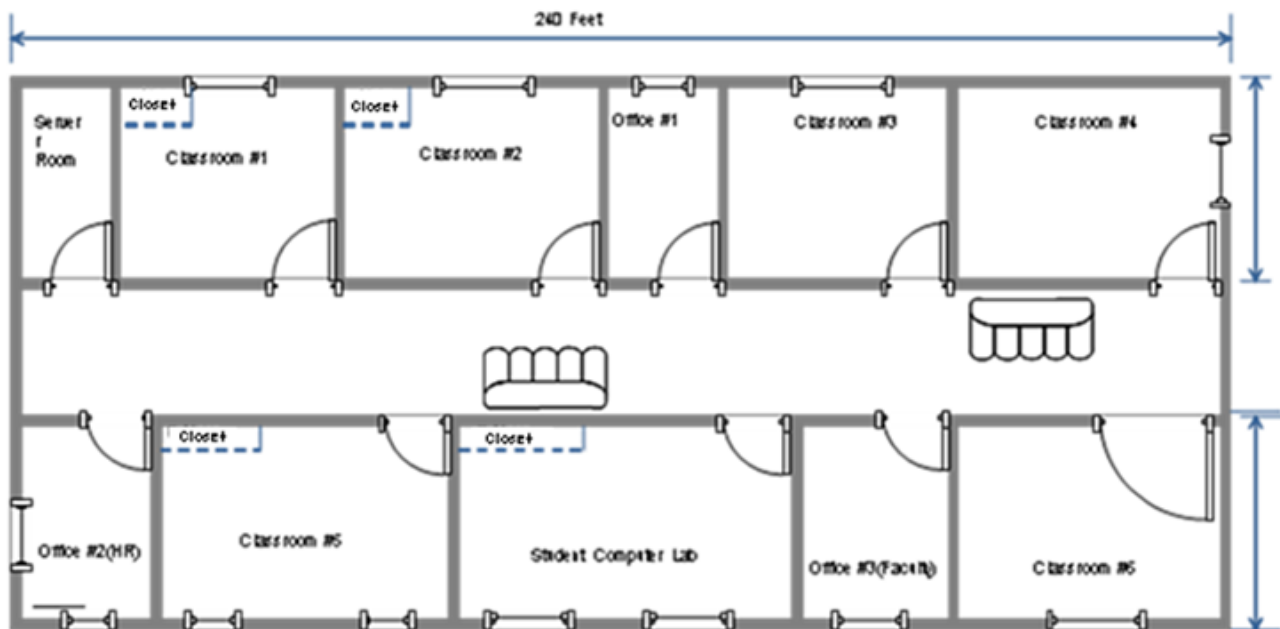 240 Feet
Closet
Closet
Server
r
Room
Office #1
Classroom #3
Classroom #4
Classroom #1
Classroom #2
Closet
Closet
Office #2(HR)
Classroom #5
Student Computer Lab
Office #3(Faculty)
Classroom #6